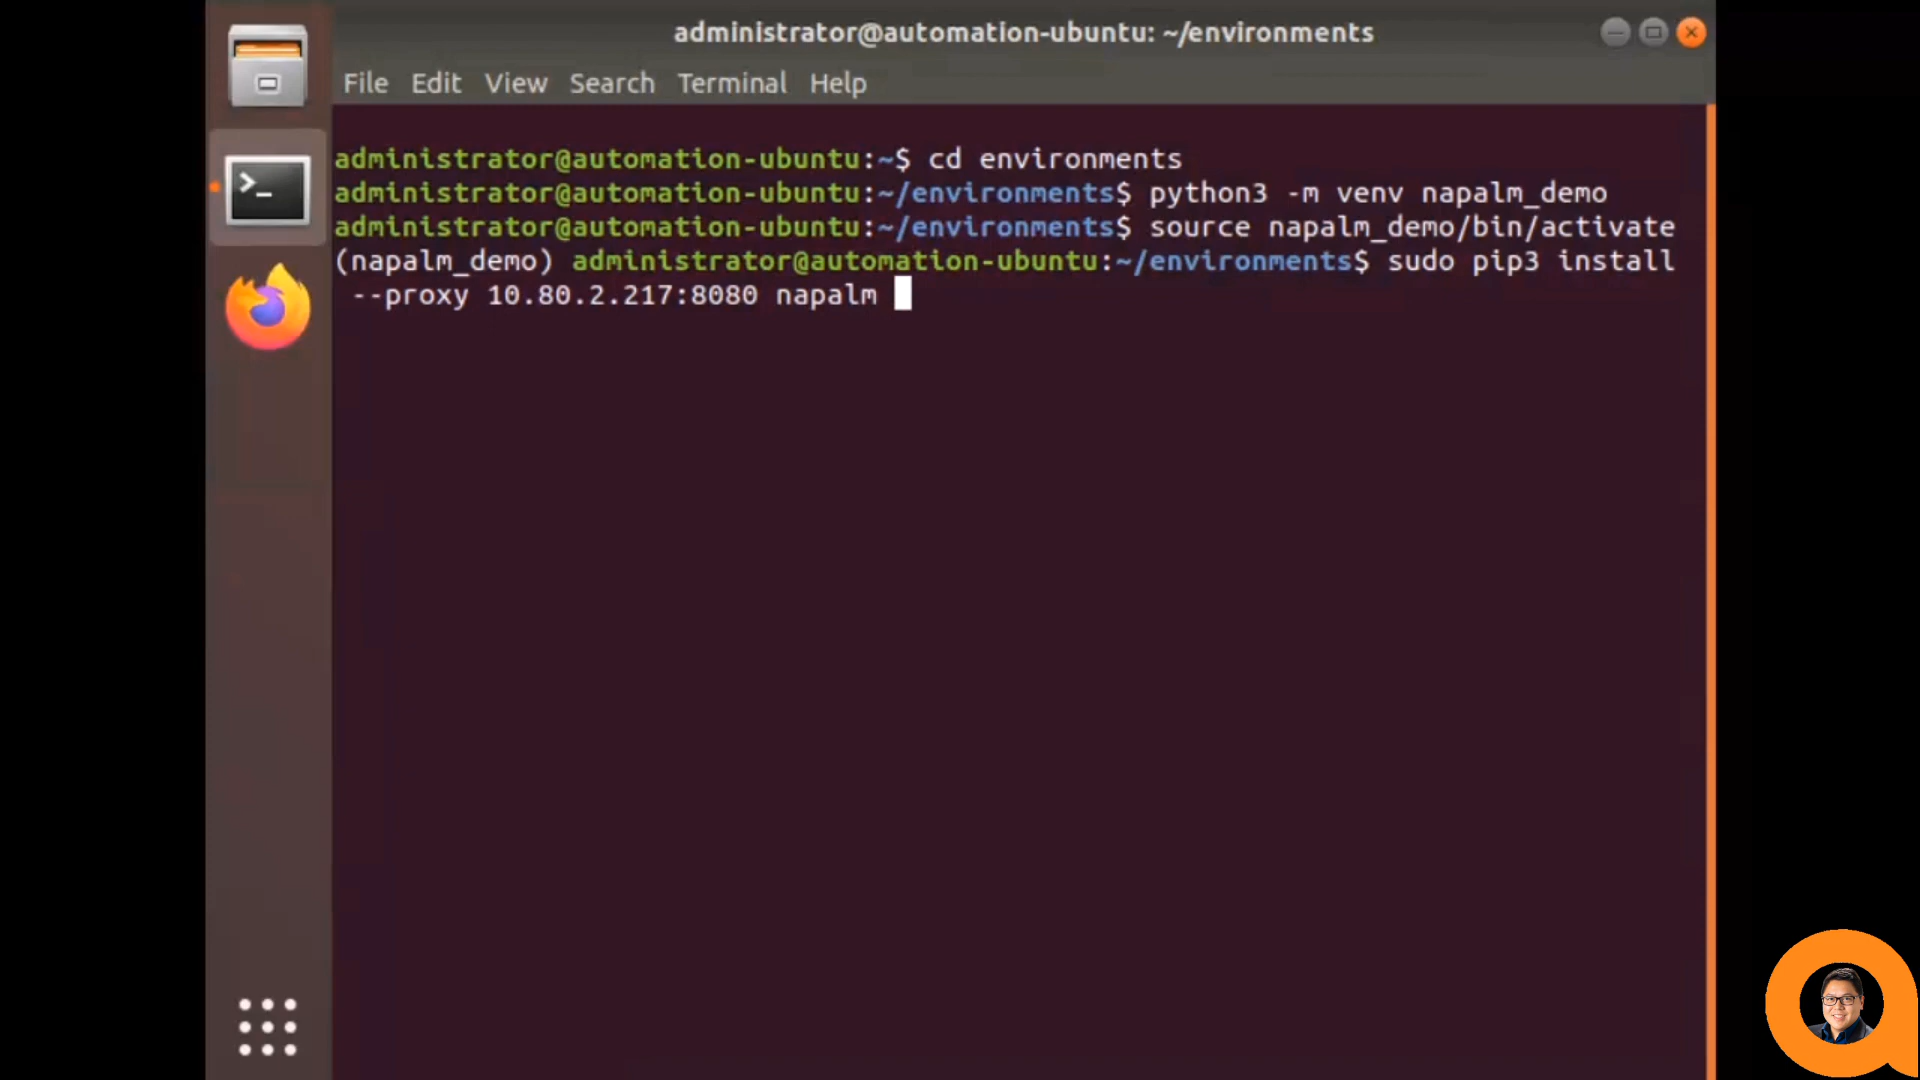 administrator@automation-ubuntu: ~/environments
File Edit View Search Terminal Help
administrator@automation-ubuntu:~$ cd environments
administrator@automation-ubuntu:~/environments$ python3 -m venv napalm_demo
administrator@automation-ubuntu:~/environments$ source napalm_demo/bin/activate
(napalm_demo) administrator@automation-ubuntu:~/environments$ sudo pip3 install
--proxy 10.80.2.217:8080 napalm